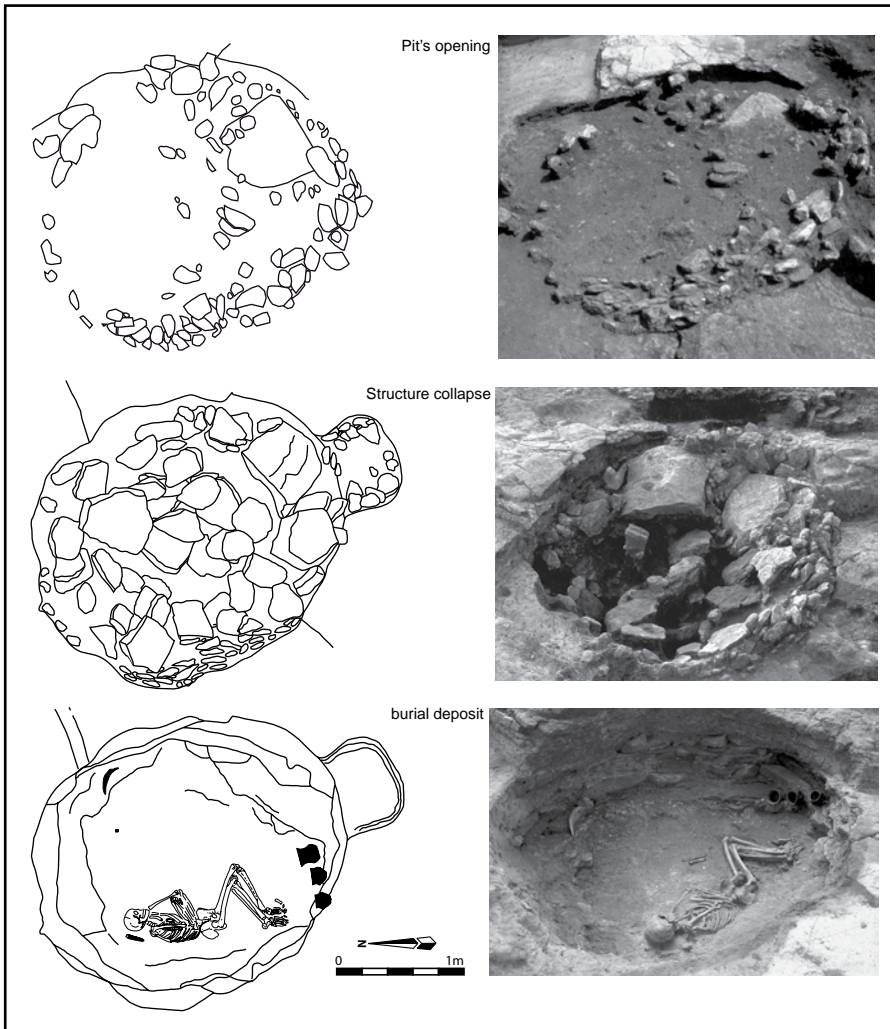 Pit's opening
Structure collapse
burial deposit
N
0 1m